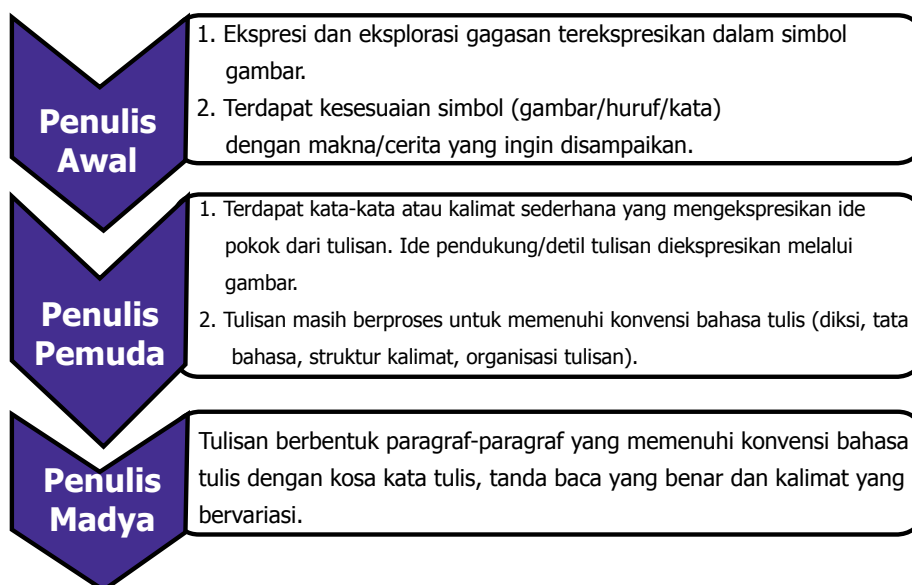 Penulis
Awal
1. Ekspresi dan eksplorasi gagasan terekspresikan dalam simbol
gambar.
2. Terdapat kesesuaian simbol (gambar/huruf/kata)
dengan makna/cerita yang ingin disampaikan.
Penulis
Pemuda
1. Terdapat kata-kata atau kalimat sederhana yang mengekspresikan ide
pokok dari tulisan. Ide pendukung/detil tulisan diekspresikan melalui
gambar.
2. Tulisan masih berproses untuk memenuhi konvensi bahasa tulis (diksi, tata
bahasa, struktur kalimat, organisasi tulisan).
Penulis
Madya
Tulisan berbentuk paragraf-paragraf yang memenuhi konvensi bahasa
tulis dengan kosa kata tulis, tanda baca yang benar dan kalimat yang
bervariasi.